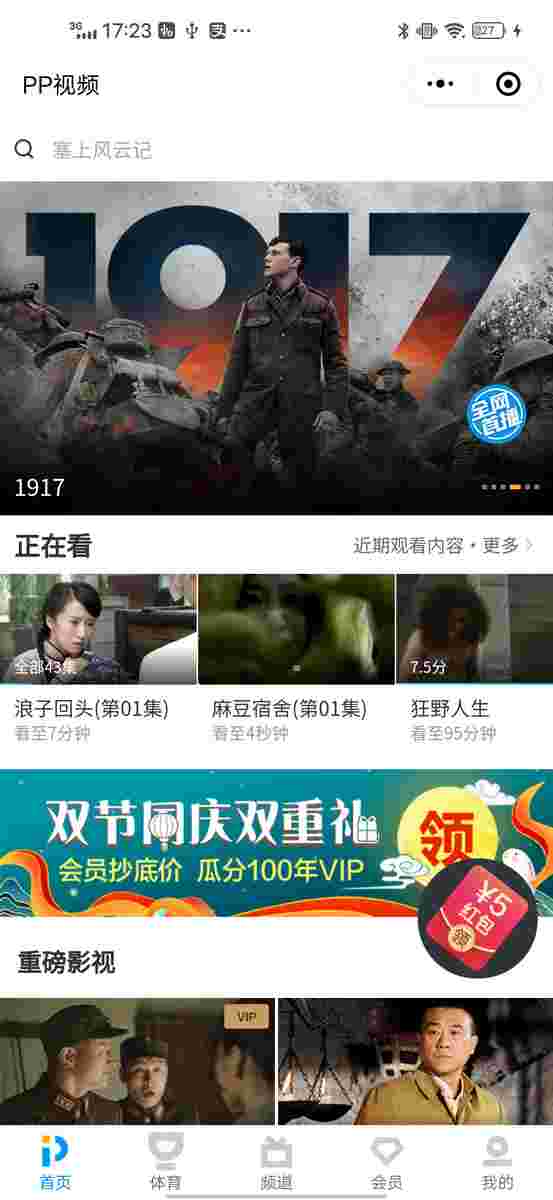 3G 17:23 27
PP视频
塞上风云记
1917
全网
首播
1917
正在看
近期观看内容·更多
全部43集
7.5分
浪子回头(第01集)
麻豆宿舍(第01集)
狂野人生
看至7分钟
看至4秒钟
看至95分钟
双节同庆双重礼
会员抄底价 瓜分100年VIP
领
¥5
红包
领
重磅影视
VIP
首页
体育
频道
会员
我的